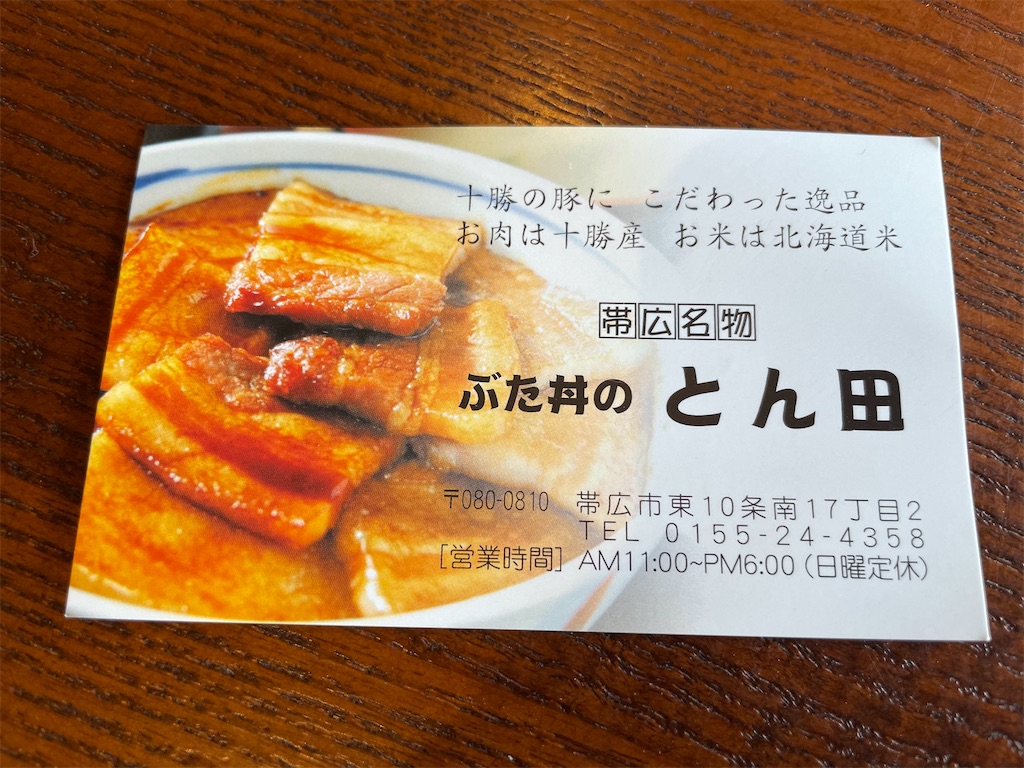 十勝の豚に こだわった逸品
お肉は十勝産 お米は北海道米
帯広名物
ぶた丼の とん田
〒080-0810 帯広市東10条南17丁目2
TEL 0155-24-4358
[営業時間] AM11:00~PM6:00 (日曜定休)